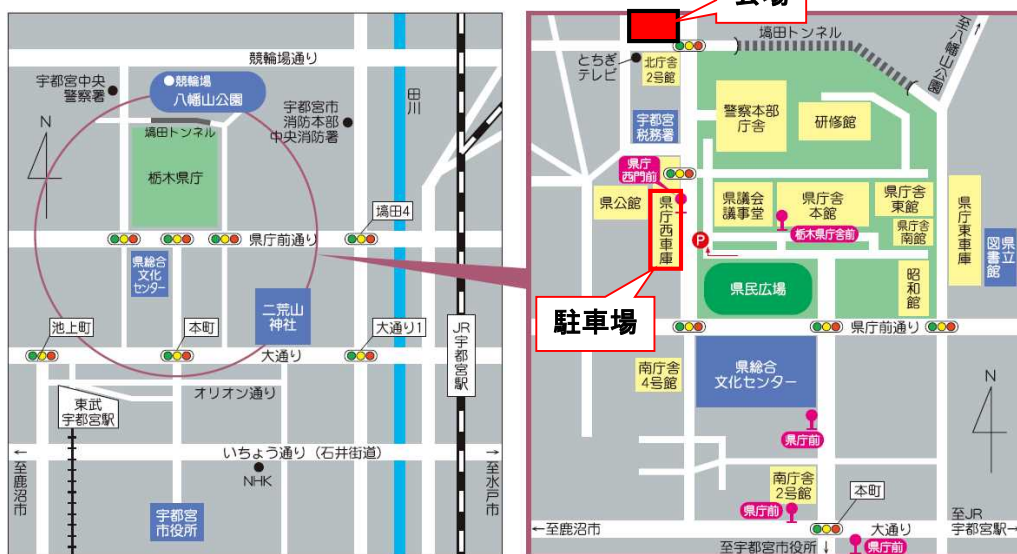 競輪場通り
宇都宮中央
警察署
競輪場
八幡山公園
宇都宮市
消防本部
中央消防署
田川
N
塙田トンネル
栃木県庁
塙田4
県庁前通り
県総合
文化
センター
二荒山
神社
池上町
本町
大通り1
大通り
JR宇都宮駅
オリオン通り
東武
宇都宮駅
いちょう通り（石井街道）
NHK
←至鹿沼市
→至水戸市
宇都宮
市役所
会場
塙田トンネル
至八幡山公園→
とちぎ
テレビ
北庁舎
2号館
宇都宮
税務署
警察本部
庁舎
研修館
県庁
西門前
県公館
県庁西車庫
県議会
議事堂
県庁舎
本館
県庁舎
東館
県庁舎
南館
栃木県庁舎前
P
県庁東車庫
県立
図書館
昭和館
県民広場
駐車場
県庁前通り
南庁舎
4号館
県総合
文化センター
N
県庁前
南庁舎
2号館
本町
県庁前
←至鹿沼市
大通り
至JR
宇都宮駅→
至宇都宮市役所↓
県庁前